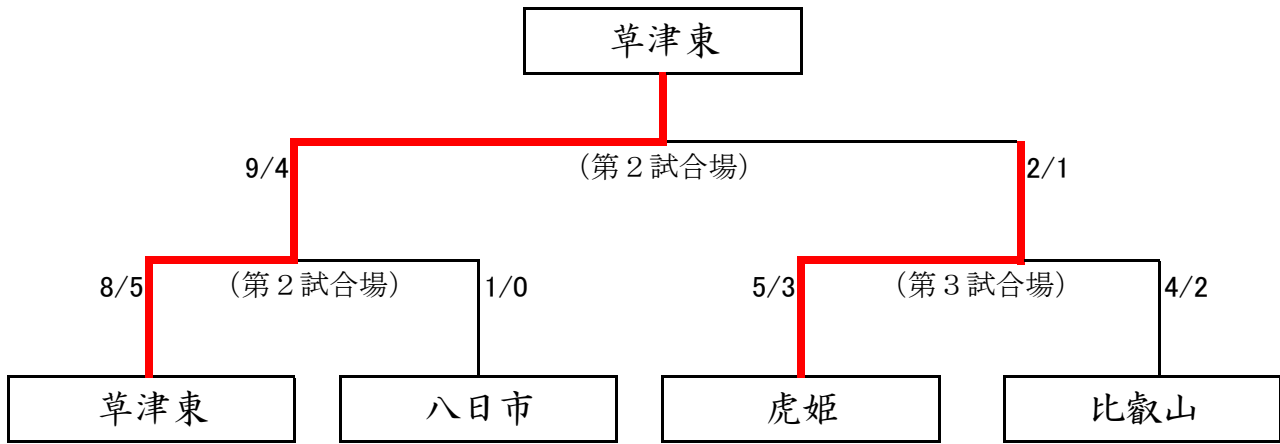 草津東
9/4
(第２試合場)
2/1
8/5
(第２試合場)
1/0
5/3
(第３試合場)
4/2
草津東
八日市
虎姫
比叡山